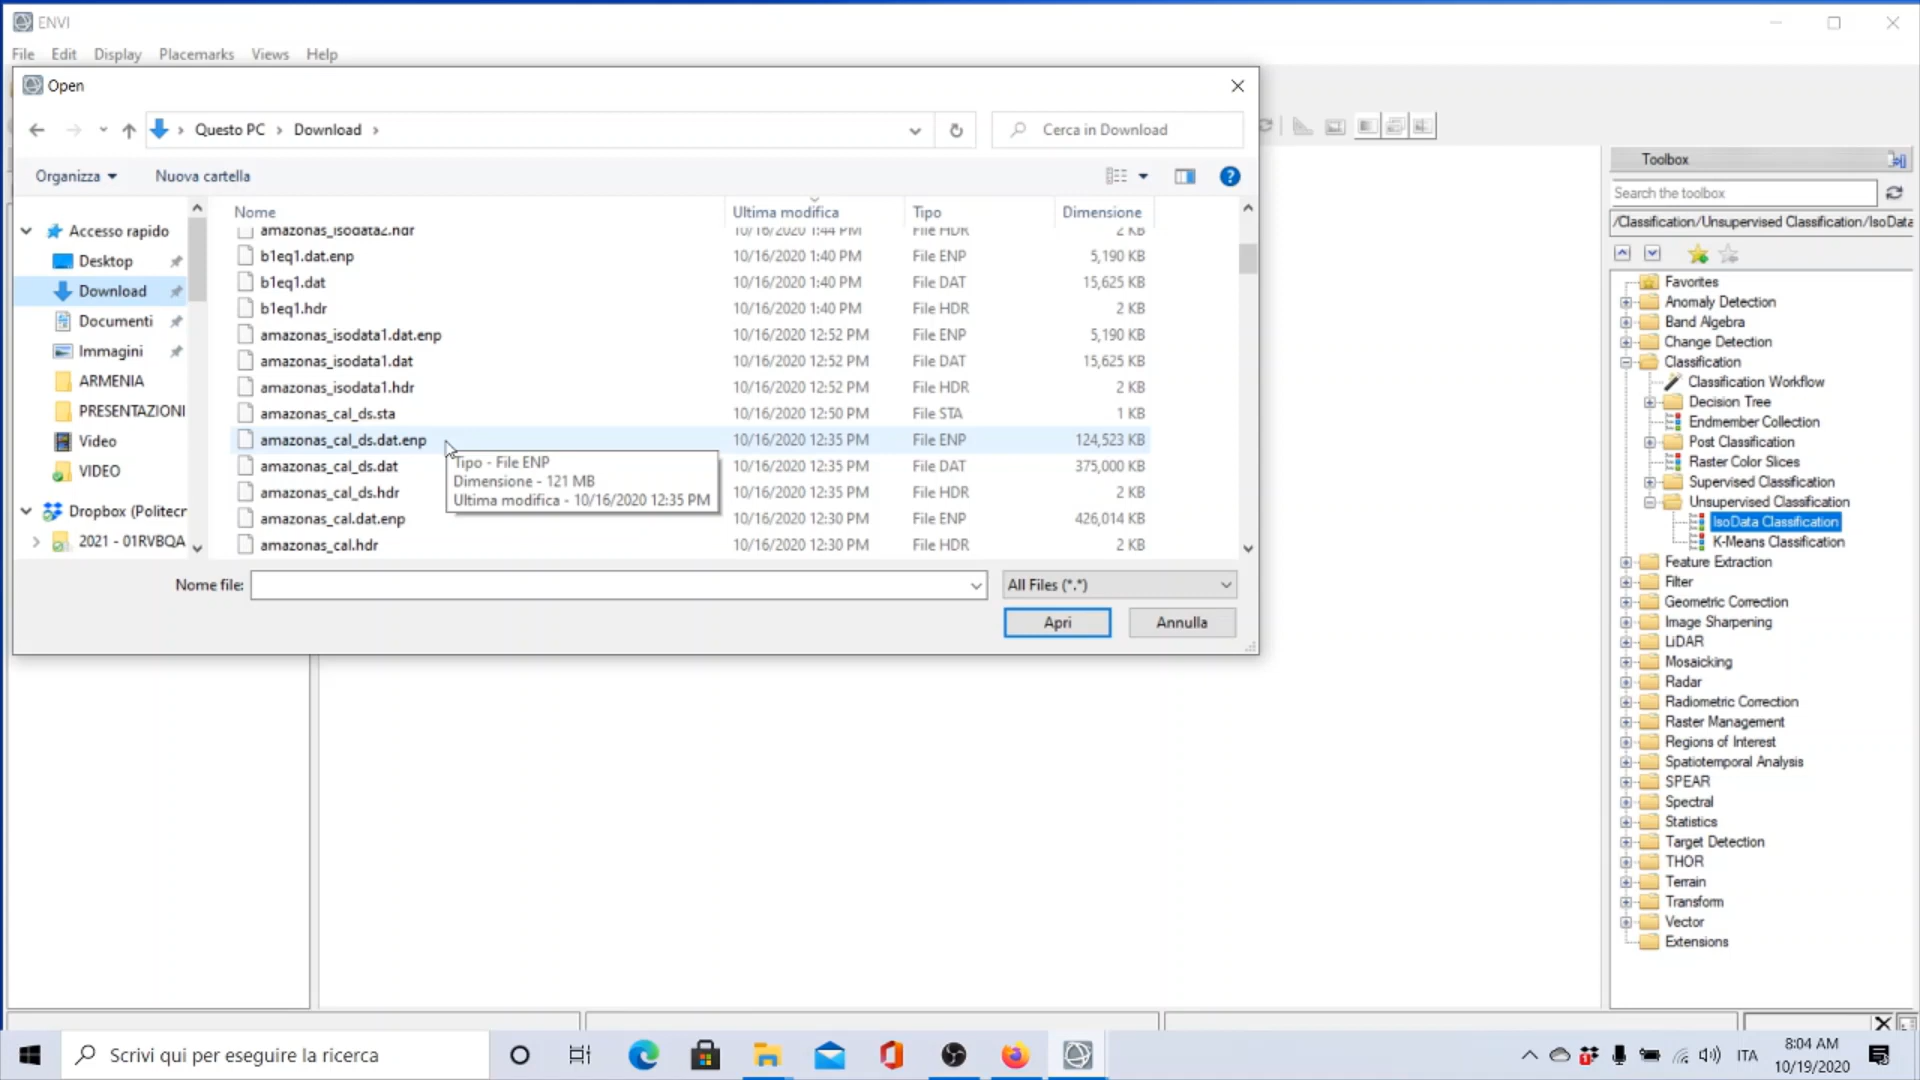 ENVI
File Edit Display Placemarks Views Help
Open
Questo PC > Download >
Cerca in Download
Organizza Nuova cartella
Nome Ultima modifica Tipo Dimensione
amazonas_isodata2.hdr 10/16/2020 1:44 PM File HDR 2 KB
b1eq1.dat.enp 10/16/2020 1:40 PM File ENP 5,190 KB
b1eq1.dat 10/16/2020 1:40 PM File DAT 15,625 KB
b1eq1.hdr 10/16/2020 1:40 PM File HDR 2 KB
amazonas_isodata1.dat.enp 10/16/2020 12:52 PM File ENP 5,190 KB
amazonas_isodata1.dat 10/16/2020 12:52 PM File DAT 15,625 KB
amazonas_isodata1.hdr 10/16/2020 12:52 PM File HDR 2 KB
amazonas_cal_ds.sta 10/16/2020 12:50 PM File STA 1 KB
amazonas_cal_ds.dat.enp 10/16/2020 12:35 PM File ENP 124,523 KB
amazonas_cal_ds.dat 10/16/2020 12:35 PM File DAT 375,000 KB
amazonas_cal_ds.hdr 10/16/2020 12:35 PM File HDR 2 KB
amazonas_cal.dat.enp 10/16/2020 12:30 PM File ENP 426,014 KB
amazonas_cal.hdr 10/16/2020 12:30 PM File HDR 2 KB
Tipo - File ENP
Dimensione - 121 MB
Ultima modifica - 10/16/2020 12:35 PM
Accesso rapido
Desktop
Download
Documenti
Immagini
ARMENIA
PRESENTAZIONI
Video
VIDEO
Dropbox (Politecr
2021 - 01RVBQA
Nome file:
All Files (*.*)
Apri Annulla
Toolbox
Search the toolbox
/Classification/Unsupervised Classification/IsoData
Favorites
Anomaly Detection
Band Algebra
Change Detection
Classification
Classification Workflow
Decision Tree
Endmember Collection
Post Classification
Raster Color Slices
Supervised Classification
Unsupervised Classification
IsoData Classification
K-Means Classification
Feature Extraction
Filter
Geometric Correction
Image Sharpening
LiDAR
Mosaicking
Radar
Radiometric Correction
Raster Management
Regions of Interest
Spatiotemporal Analysis
SPEAR
Spectral
Statistics
Target Detection
THOR
Terrain
Transform
Vector
Extensions
Scrivi qui per eseguire la ricerca
ITA
8:04 AM
10/19/2020